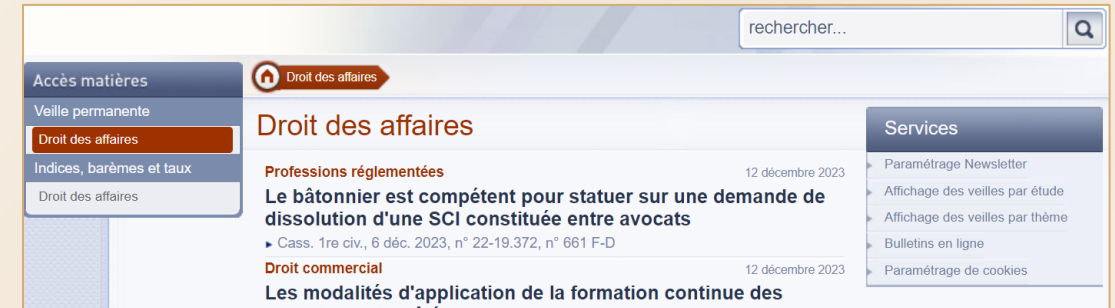 rechercher...
Accès matières
Veille permanente
Droit des affaires
Indices, barèmes et taux
Droit des affaires
Droit des affaires
Droit des affaires
Professions réglementées
12 décembre 2023
Le bâtonnier est compétent pour statuer sur une demande de
dissolution d'une SCI constituée entre avocats
Cass. 1re civ., 6 déc. 2023, n° 22-19.372, n° 661 F-D
Droit commercial
12 décembre 2023
Les modalités d'application de la formation continue des
Services
Paramétrage Newsletter
Affichage des veilles par étude
Affichage des veilles par thème
Bulletins en ligne
Paramétrage de cookies